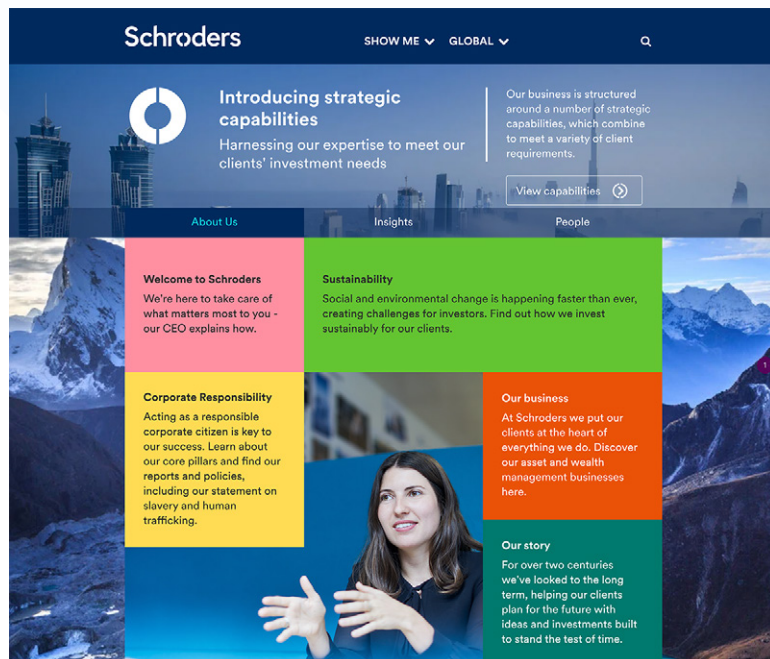 Schroders
SHOW ME GLOBAL
Introducing strategic
capabilities
Harnessing our expertise to meet our
clients' investment needs
Our business is structured
around a number of strategic
capabilities, which combine
to meet a variety of client
requirements.
View capabilities
About Us Insights People
Welcome to Schroders
We're here to take care of
what matters most to you -
our CEO explains how.
Sustainability
Social and environmental change is happening faster than ever,
creating challenges for investors. Find out how we invest
sustainably for our clients.
Corporate Responsibility
Acting as a responsible
corporate citizen is key to
our success. Learn about
our core pillars and find our
reports and policies,
including our statement on
slavery and human
trafficking.
Our business
At Schroders we put our
clients at the heart of
everything we do. Discover
our asset and wealth
management businesses
here.
Our story
For over two centuries
we've looked to the long
term, helping our clients
plan for the future with
ideas and investments built
to stand the test of time.
1